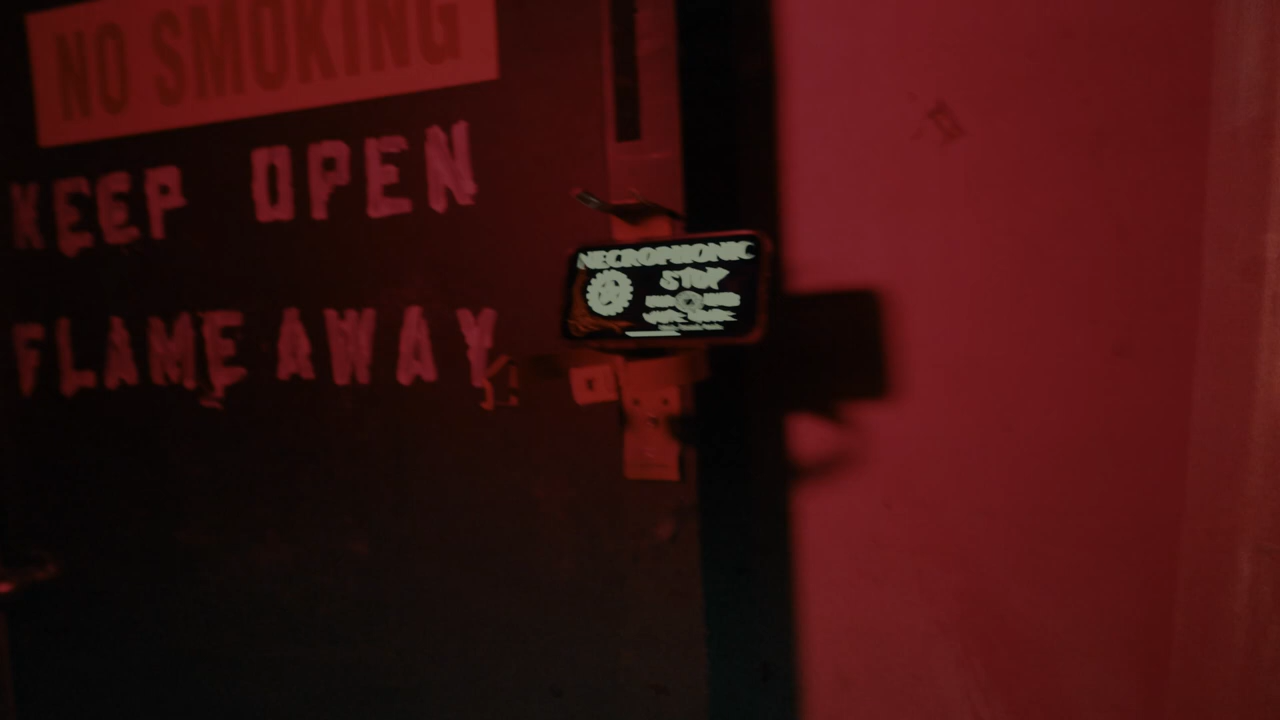 NO SMOKING
KEEP OPEN
FLAME AWAY
NECROPHONIC
STOP